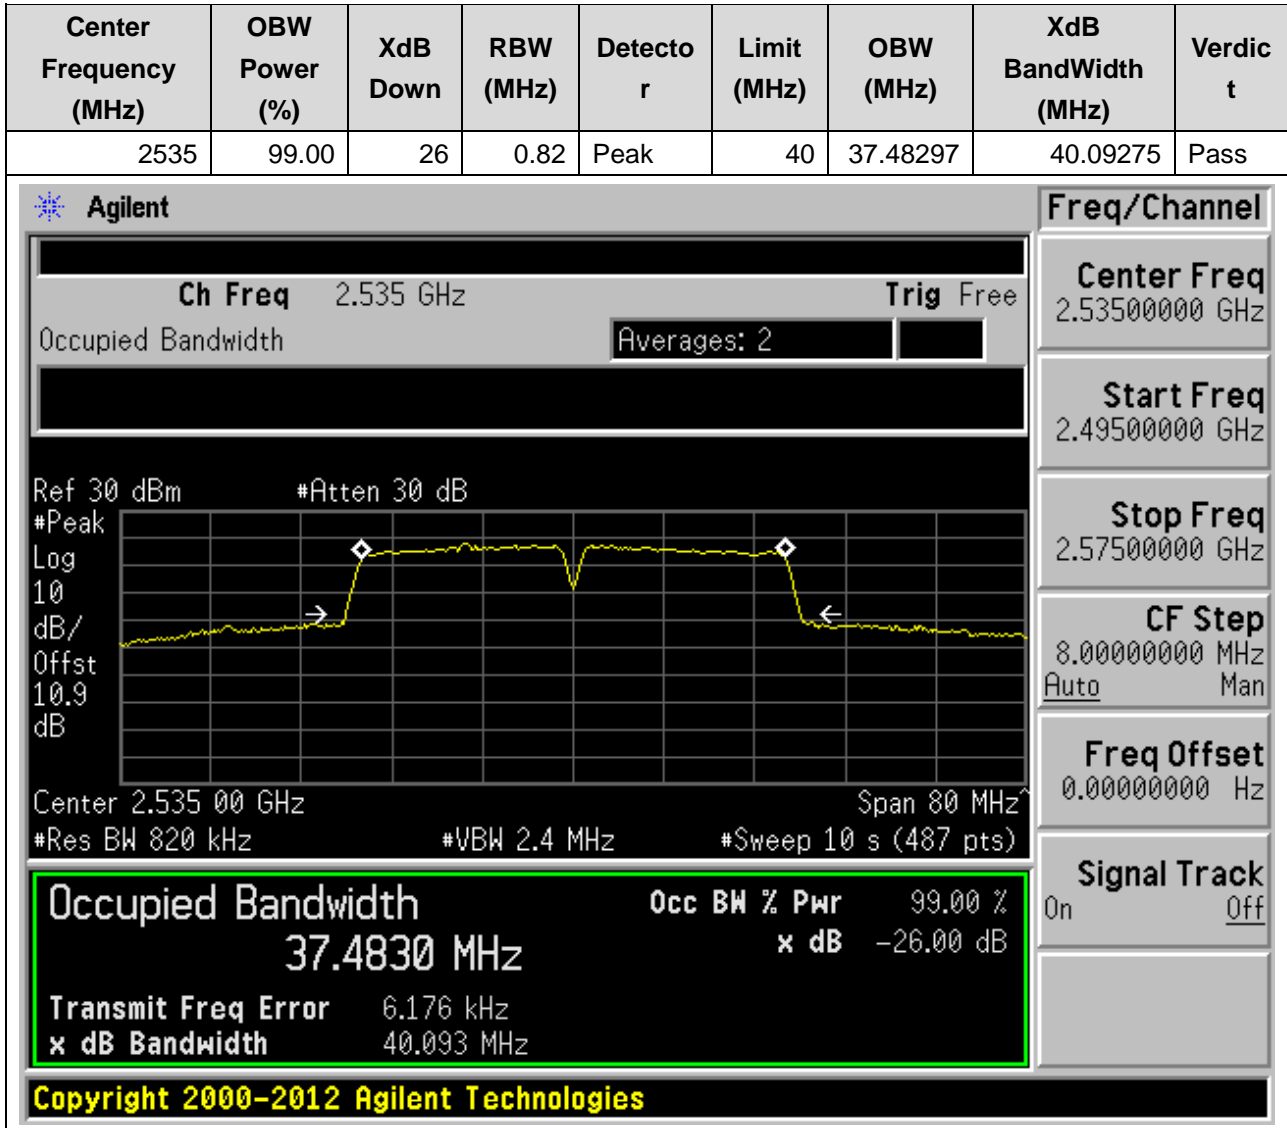 Center Frequency (MHz) OBW Power (%) XdB Down RBW (MHz) Detecto r Limit (MHz) OBW (MHz) XdB BandWidth (MHz) Verdic t
2535 99.00 26 0.82 Peak 40 37.48297 40.09275 Pass
Agilent
Freq/Channel
Ch Freq 2.535 GHz Trig Free
Occupied Bandwidth Averages: 2
Center Freq
2.53500000 GHz
Start Freq
2.49500000 GHz
Stop Freq
2.57500000 GHz
CF Step
8.00000000 MHz
Auto Man
Freq Offset
0.00000000 Hz
Signal Track
On Off
Ref 30 dBm #Atten 30 dB
#Peak
Log
10
dB/
Offst
10.9
dB
Center 2.535 00 GHz Span 80 MHz^
#Res BW 820 kHz #VBW 2.4 MHz #Sweep 10 s (487 pts)
Occupied Bandwidth Occ BW % Pwr 99.00 %
37.4830 MHz x dB -26.00 dB
Transmit Freq Error 6.176 kHz
x dB Bandwidth 40.093 MHz
Copyright 2000-2012 Agilent Technologies